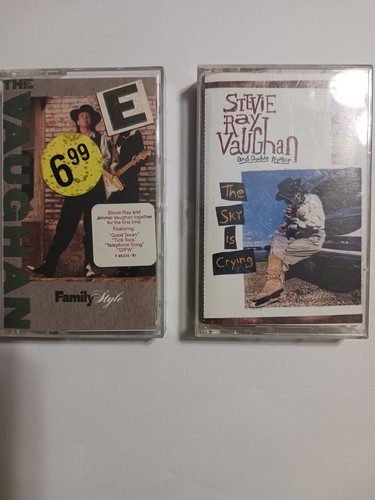 THE
VAUGHAN
E
6.99
Stevie Ray and
Jimmie Vaughan together
for the first time.
Featuring:
"Good Texan"
"Tick Tock"
"Telephone Song"
"D/FW"
Family Style
STEVIE
RAY
VAUGHAN
And Double Trouble
The
SKY
is
Crying